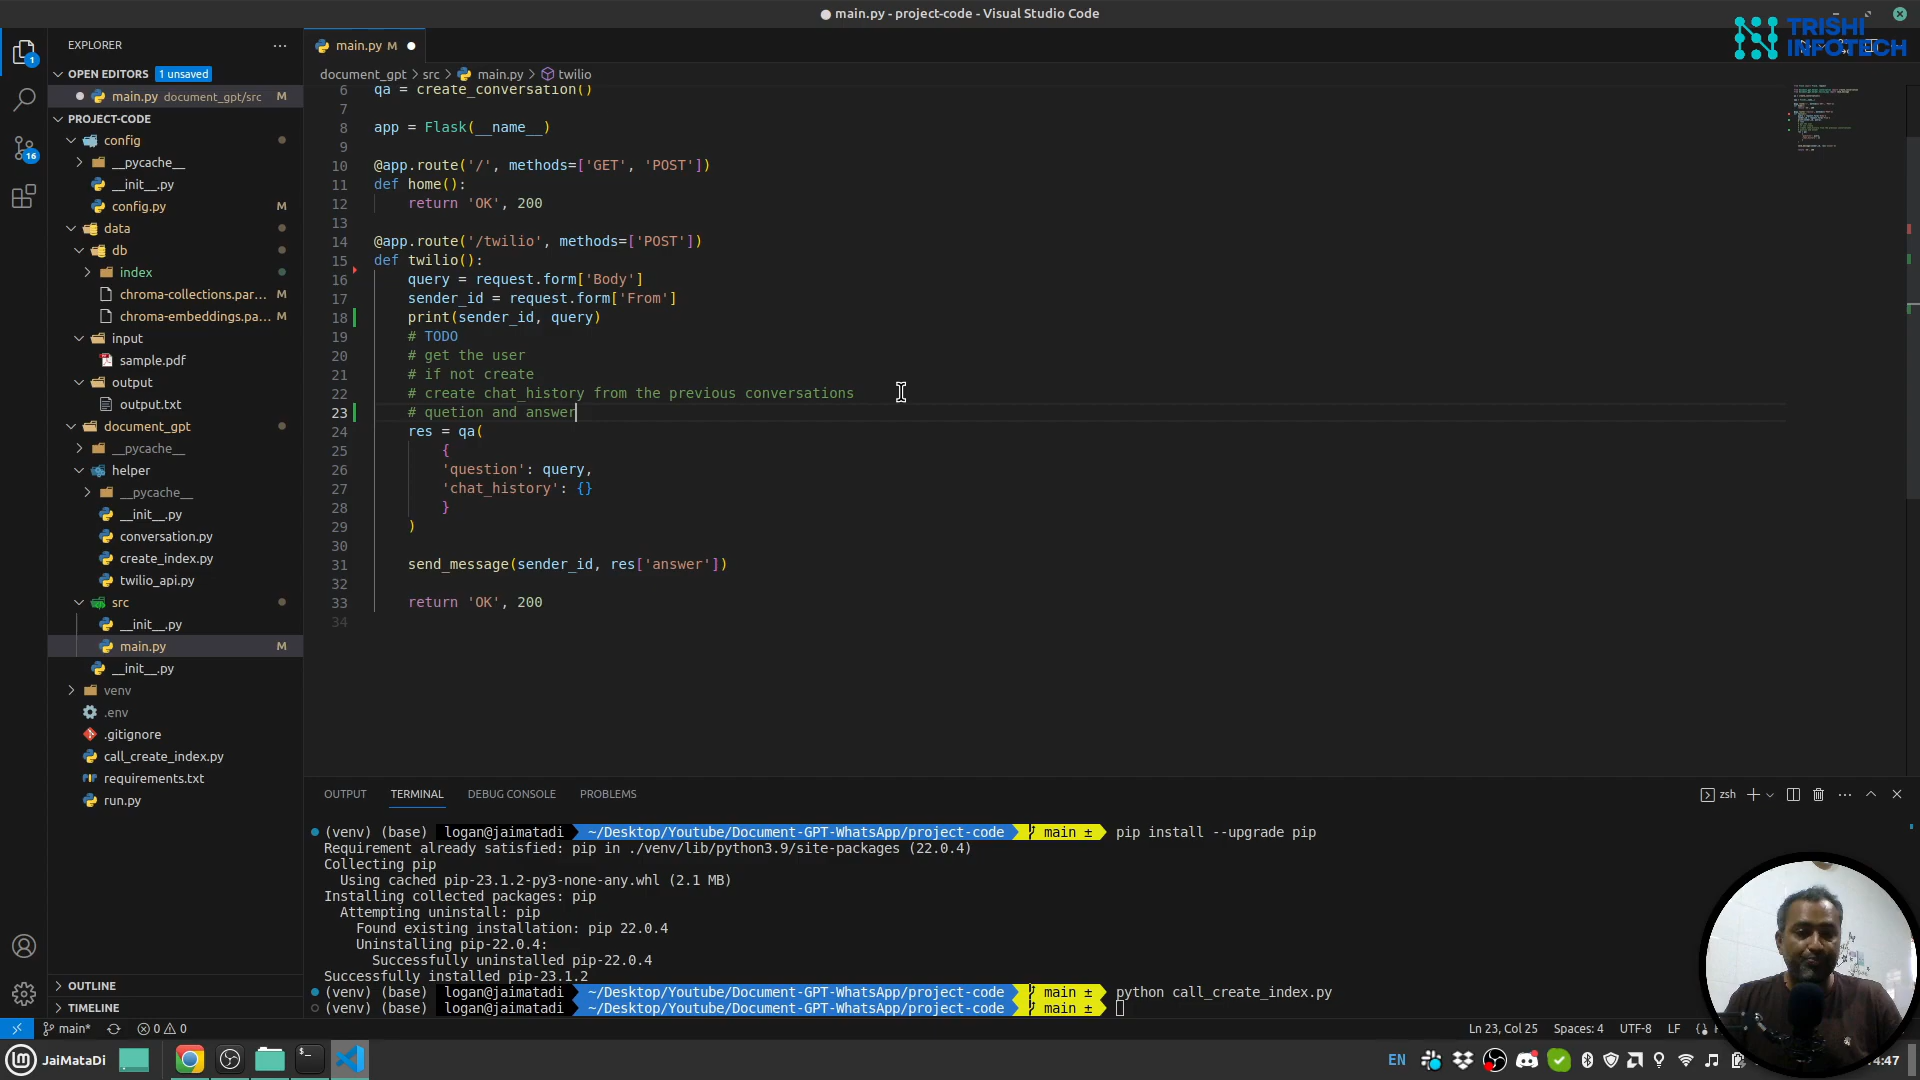 ● main.py - project-code - Visual Studio Code
TRISHI
INFOTECH
EXPLORER
main.py M
OPEN EDITORS 1 unsaved
document_gpt > src > main.py > twilio
main.py document_gpt/src M
PROJECT-CODE
config
__pycache__
__init__.py
config.py M
data
db
index
chroma-collections.par... M
chroma-embeddings.pa... M
input
sample.pdf
output
output.txt
document_gpt
__pycache__
helper
__pycache__
__init__.py
conversation.py
create_index.py
twilio_api.py
src
__init__.py
main.py M
__init__.py
venv
.env
.gitignore
call_create_index.py
requirements.txt
run.py
OUTLINE
TIMELINE
1
16
6 qa = create_conversation()
7
8 app = Flask(__name__)
9
10 @app.route('/', methods=['GET', 'POST'])
11 def home():
12 return 'OK', 200
13
14 @app.route('/twilio', methods=['POST'])
15 def twilio():
16 query = request.form['Body']
17 sender_id = request.form['From']
18 print(sender_id, query)
19 # TODO
20 # get the user
21 # if not create
22 # create chat_history from the previous conversations
23 # quetion and answer
24 res = qa(
25 {
26 'question': query,
27 'chat_history': {}
28 }
29 )
30
31 send_message(sender_id, res['answer'])
32
33 return 'OK', 200
34
OUTPUT TERMINAL DEBUG CONSOLE PROBLEMS
zsh
(venv) (base) logan@jaimatadi ~/Desktop/Youtube/Document-GPT-WhatsApp/project-code main ± pip install --upgrade pip
Requirement already satisfied: pip in ./venv/lib/python3.9/site-packages (22.0.4)
Collecting pip
Using cached pip-23.1.2-py3-none-any.whl (2.1 MB)
Installing collected packages: pip
Attempting uninstall: pip
Found existing installation: pip 22.0.4
Uninstalling pip-22.0.4:
Successfully uninstalled pip-22.0.4
Successfully installed pip-23.1.2
(venv) (base) logan@jaimatadi ~/Desktop/Youtube/Document-GPT-WhatsApp/project-code main ± python call_create_index.py
(venv) (base) logan@jaimatadi ~/Desktop/Youtube/Document-GPT-WhatsApp/project-code main ±
main* 0 0 Ln 23, Col 25 Spaces: 4 UTF-8 LF
JaiMataDi EN